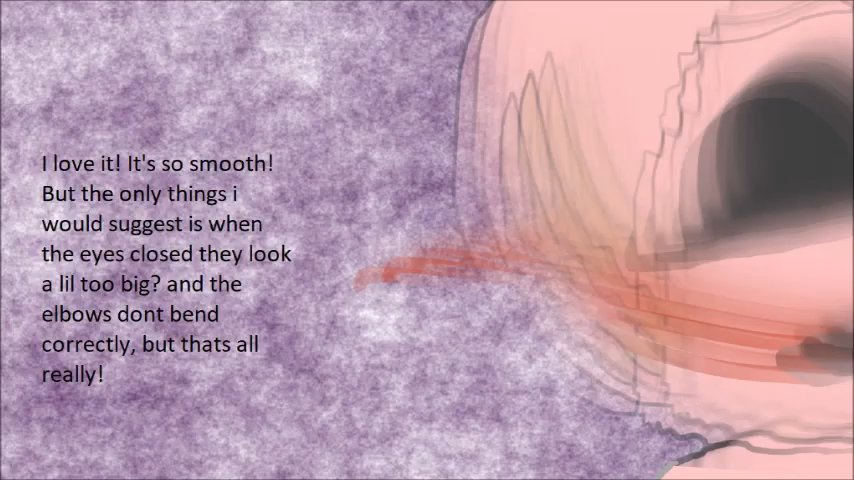 I love it! It's so smooth!
But the only things i
would suggest is when
the eyes closed they look
a lil too big? and the
elbows dont bend
correctly, but thats all
really!